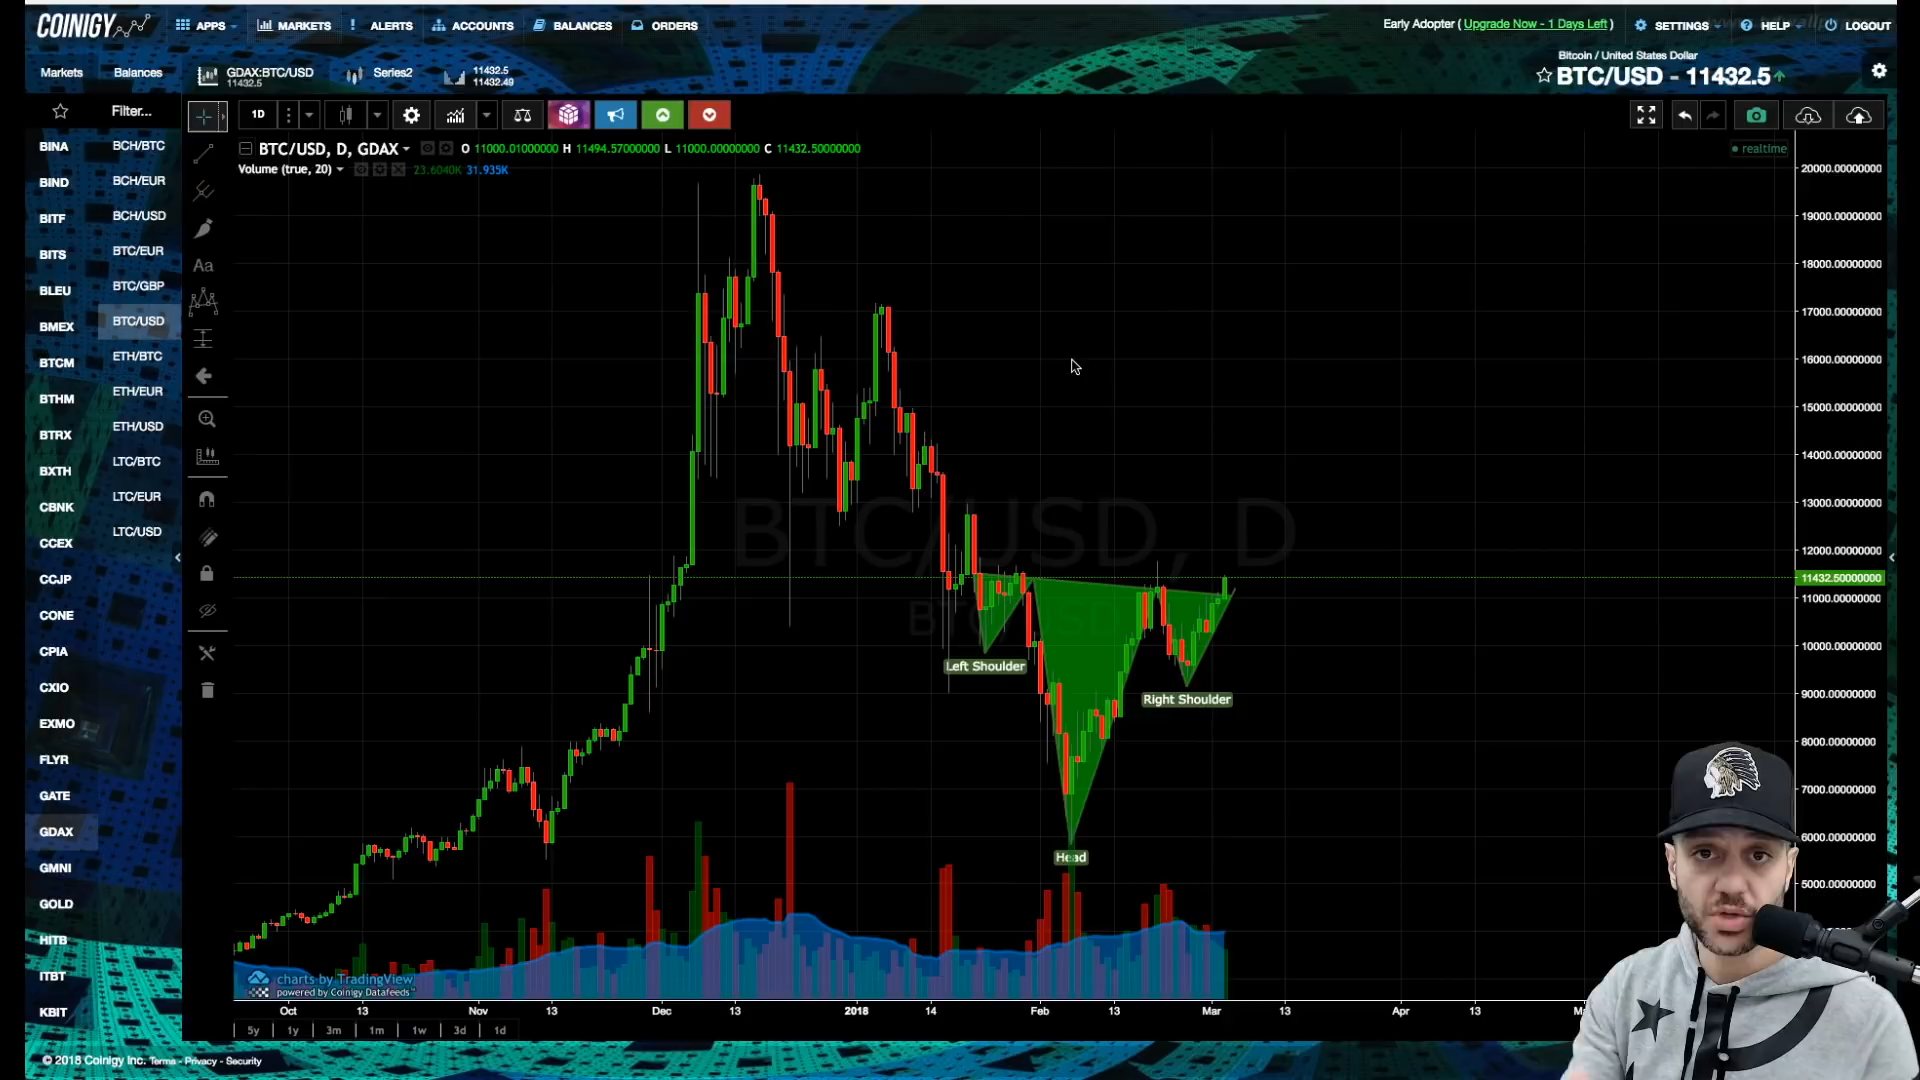 COINIGY
APPS
MARKETS
ALERTS
ACCOUNTS
BALANCES
ORDERS
Early Adopter ( Upgrade Now - 1 Days Left )
SETTINGS
HELP
LOGOUT
Markets
Balances
GDAX:BTC/USD
11432.5
Series2
11432.5
11432.49
Bitcoin / United States Dollar
BTC/USD - 11432.5
Filter...
1D
BTC/USD, D, GDAX
O 11000.01000000 H 11494.57000000 L 11000.00000000 C 11432.50000000
realtime
Volume (true, 20)
23.6040K 31.935K
BINA
BIND
BITF
BITS
BLEU
BMEX
BTCM
BTHM
BTRX
BXTH
CBNK
CCEX
CCJP
CONE
CPIA
CXIO
EXMO
FLYR
GATE
GDAX
GMNI
GOLD
HITB
ITBT
KBIT
BCH/BTC
BCH/EUR
BCH/USD
BTC/EUR
BTC/GBP
BTC/USD
ETH/BTC
ETH/EUR
ETH/USD
LTC/BTC
LTC/EUR
LTC/USD
Aa
BTC/USD, D
Left Shoulder
Head
Right Shoulder
20000.00000000
19000.00000000
18000.00000000
17000.00000000
16000.00000000
15000.00000000
14000.00000000
13000.00000000
12000.00000000
11432.50000000
11000.00000000
10000.00000000
9000.00000000
8000.00000000
7000.00000000
6000.00000000
5000.00000000
charts by TradingView
powered by Coinigy Datafeeds
Oct 13 Nov 13 Dec 13 2018 14 Feb 13 Mar 13 Apr 13
5y 1y 3m 1m 1w 3d 1d
© 2018 Coinigy Inc. Terms - Privacy - Security